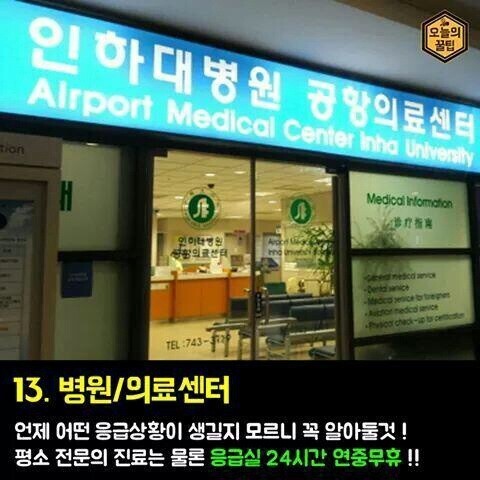 오늘의
꿀팁
인하대병원 공항의료센터
Airport Medical Center Inha University
Medical Information
诊疗指南
인하대병원
공항의료센터
Airport Medic
Inha Universit
-General medical service
-Dental service
-Medical service for foreigners
-Aviation medical service
-Physical check-up for certification
13. 병원/의료센터
언제 어떤 응급상황이 생길지 모르니 꼭 알아둘것 !
평소 전문의 진료는 물론 응급실 24시간 연중무휴 !!